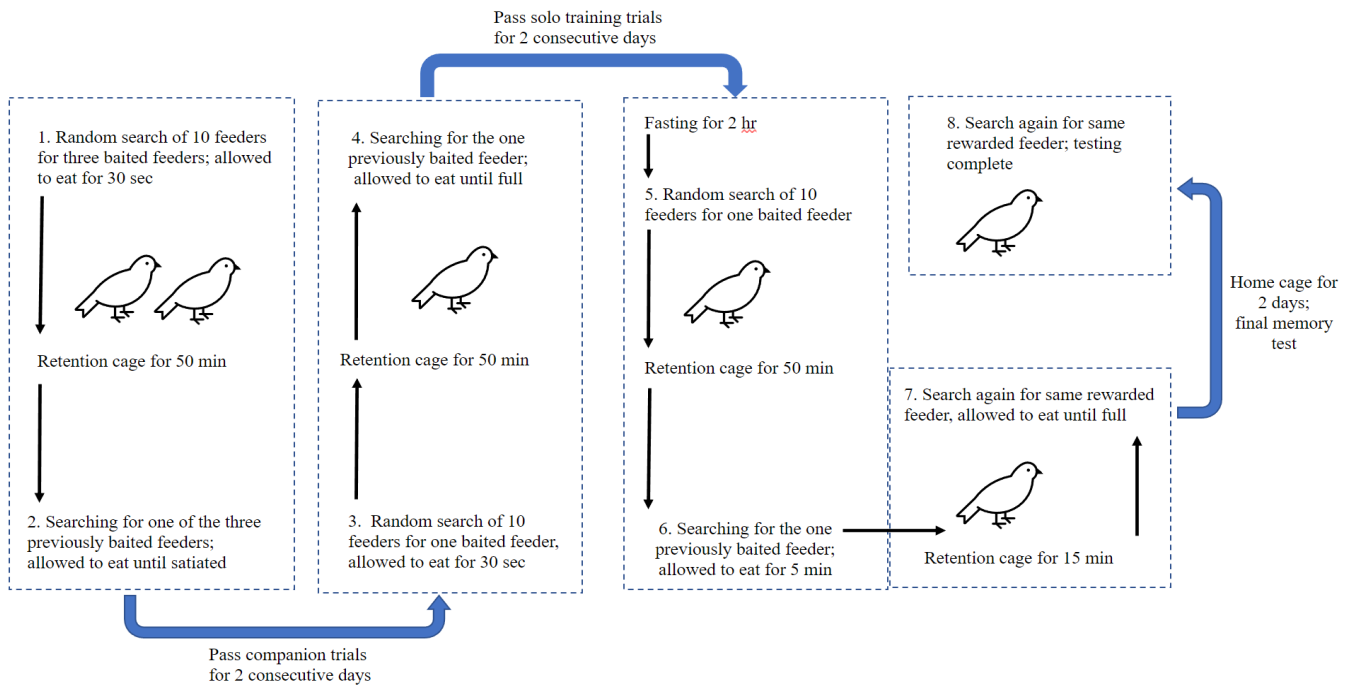 Pass solo training trials
for 2 consecutive days
1. Random search of 10 feeders
for three baited feeders; allowed
to eat for 30 sec
Retention cage for 50 min
2. Searching for one of the three
previously baited feeders;
allowed to eat until satiated
Pass companion trials
for 2 consecutive days
4. Searching for the one
previously baited feeder;
allowed to eat until full
Retention cage for 50 min
3. Random search of 10
feeders for one baited feeder,
allowed to eat for 30 sec
Fasting for 2 hr
5. Random search of 10
feeders for one baited feeder
Retention cage for 50 min
6. Searching for the one
previously baited feeder;
allowed to eat for 5 min
8. Search again for same
rewarded feeder; testing
complete
7. Search again for same rewarded
feeder, allowed to eat until full
Retention cage for 15 min
Home cage for
2 days;
final memory
test